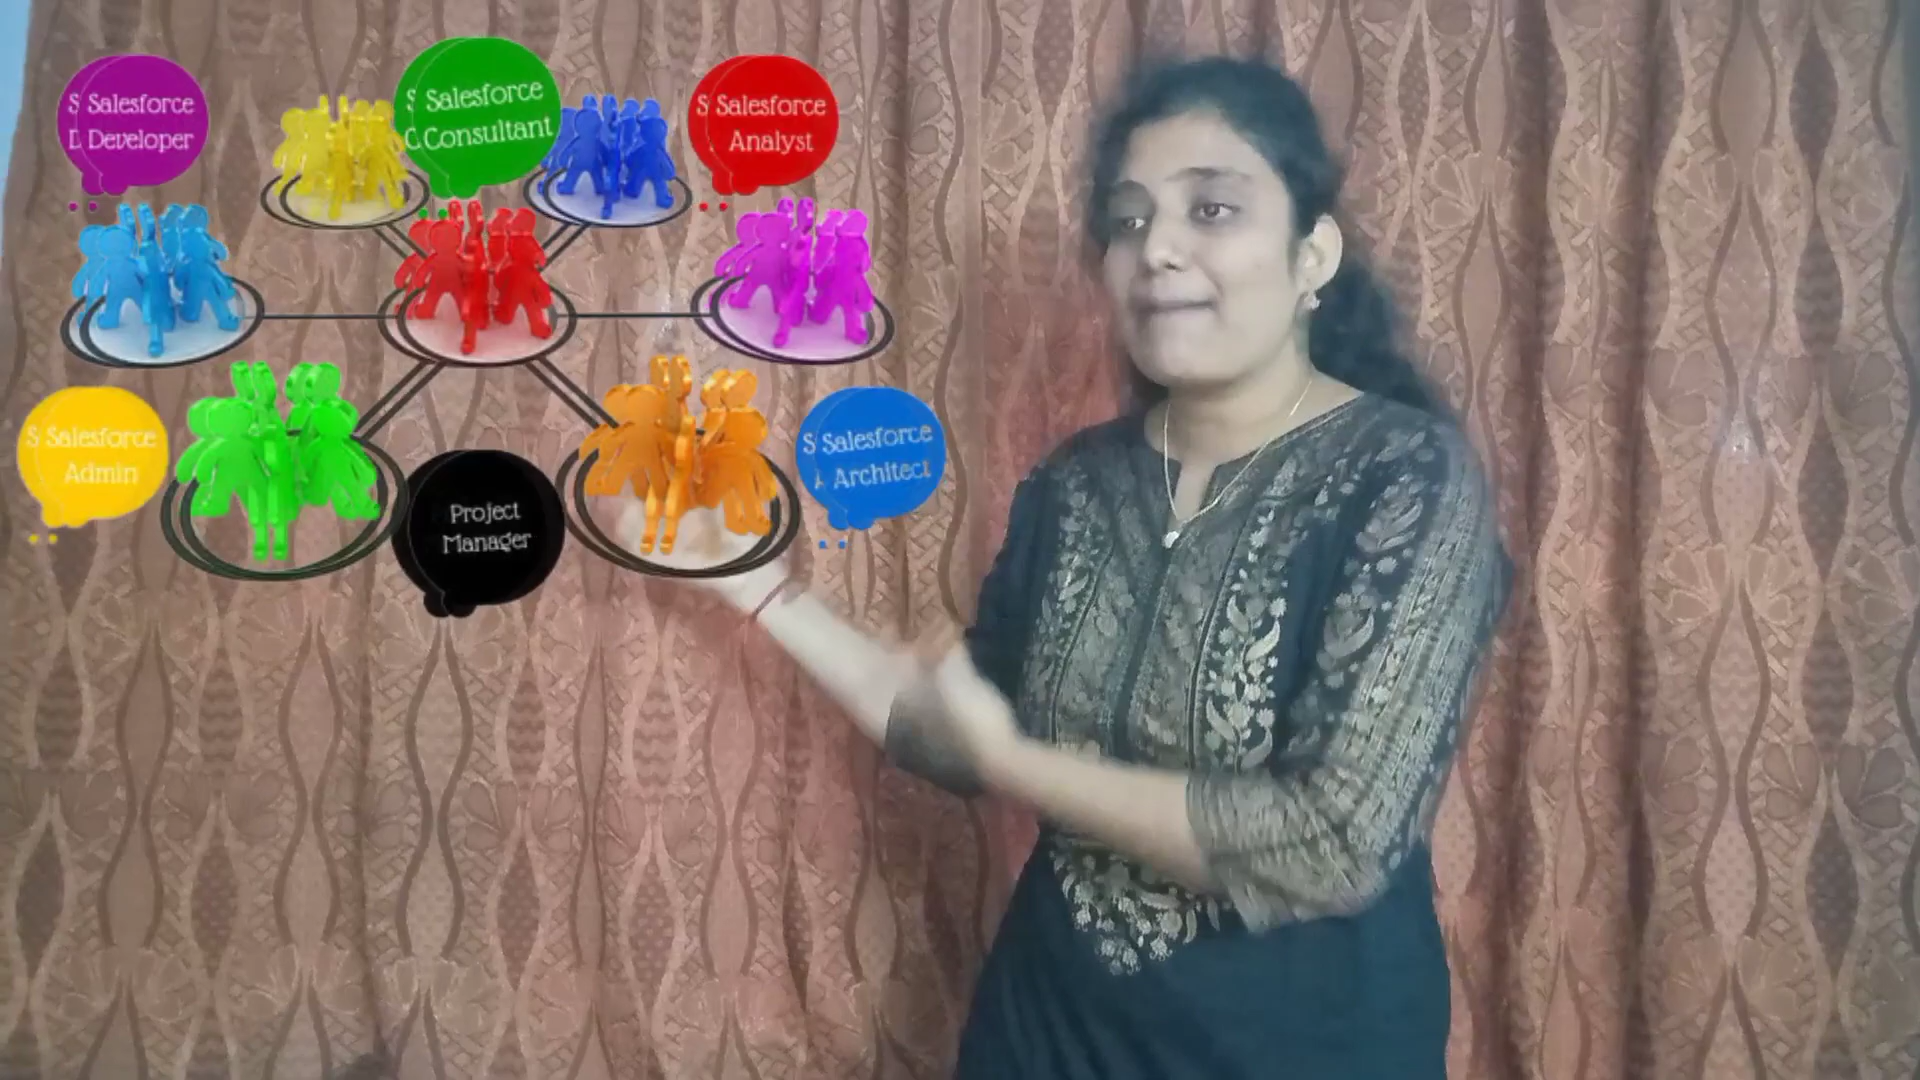 Salesforce
Developer
Salesforce
Consultant
Salesforce
Analyst
Salesforce
Admin
Salesforce
Architect
Project
Manager